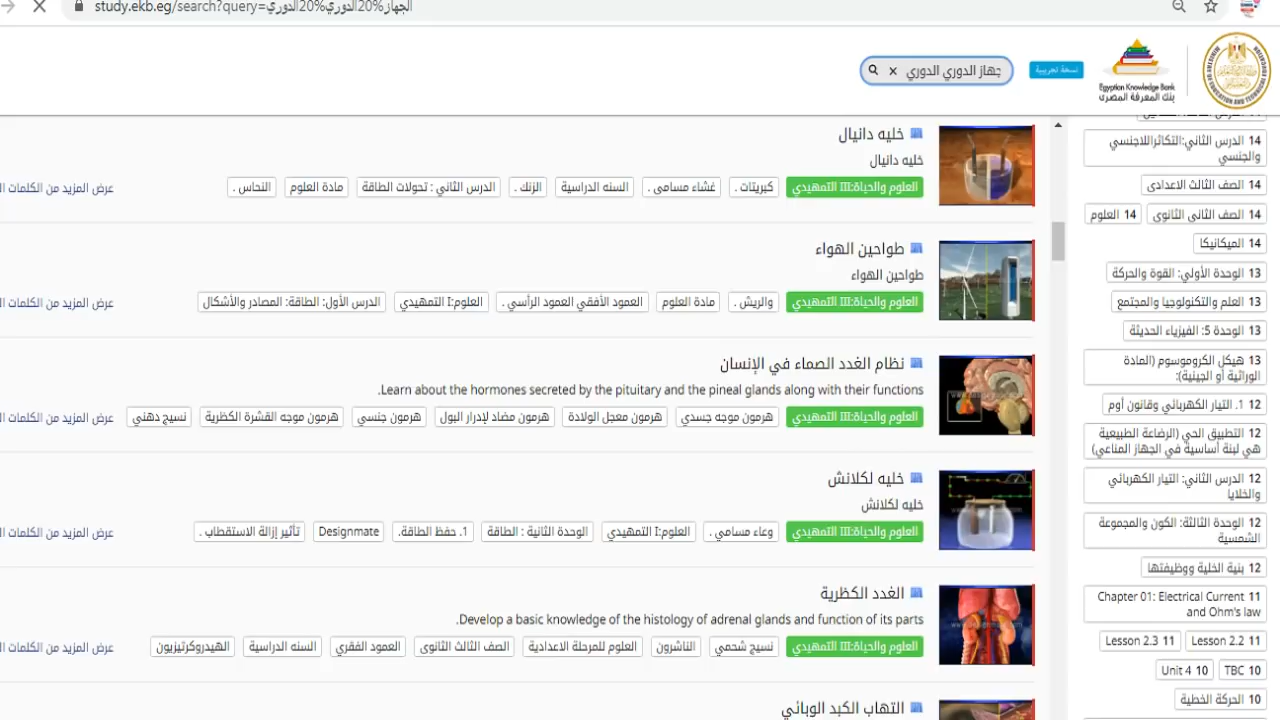 study.ekb.eg/search?query=الجهاز%20الدوري%20الدوري
جهاز الدوري الدوري
نسخة تجريبية
Egyptian Knowledge Bank
بنك المعرفة المصري
خليه دانيال
خليه دانيال
العلوم والحياة:III التمهيدي
كبريتات .
غشاء مسامى .
السنه الدراسية
الزنك .
الدرس الثاني : تحولات الطاقة
مادة العلوم
النحاس .
عرض المزيد من الكلمات ال
طواحين الهواء
طواحين الهواء
العلوم والحياة:III التمهيدي
والريش .
مادة العلوم
العمود الأفقي العمود الرأسي .
العلوم:I التمهيدي
الدرس الأول: الطاقة: المصادر والأشكال
عرض المزيد من الكلمات ال
نظام الغدد الصماء في الإنسان
Learn about the hormones secreted by the pituitary and the pineal glands along with their functions.
العلوم والحياة:III التمهيدي
هرمون موجه جسدي
هرمون معجل الولادة
هرمون مضاد لإدرار البول
هرمون جنسي
هرمون موجه القشرة الكظرية
نسيج دهني
عرض المزيد من الكلمات ال
خليه لكلانش
خليه لكلانش
العلوم والحياة:III التمهيدي
وعاء مسامي .
العلوم:I التمهيدي
الوحدة الثانية : الطاقة
1. حفظ الطاقة.
Designmate
تأثير إزالة الاستقطاب .
عرض المزيد من الكلمات ال
الغدد الكظرية
Develop a basic knowledge of the histology of adrenal glands and function of its parts.
العلوم والحياة:III التمهيدي
نسيج شحمي
الناشرون
العلوم للمرحلة الاعدادية
الصف الثالث الثانوى
العمود الفقري
السنه الدراسية
الهيدروكرتيزيون
عرض المزيد من الكلمات ال
التهاب الكبد الوبائي
14 الدرس الثاني:التكاثراللاجنسي
والجنسي
14 الصف الثالث الاعدادى
14 الصف الثاني الثانوى
14 العلوم
14 الميكانيكا
13 الوحدة الأولي: القوة والحركة
13 العلم والتكنولوجيا والمجتمع
13 الوحدة 5: الفيزياء الحديثة
13 هيكل الكروموسوم (المادة
الوراثية أو الجينية):
12 1. التيار الكهربائي وقانون أوم
12 التطبيق الحي (الرضاعة الطبيعية
هي لبنة أساسية في الجهاز المناعي)
12 الدرس الثاني: التيار الكهربائي
والخلايا
12 الوحدة الثالثة: الكون والمجموعة
الشمسية
12 بنية الخلية ووظيفتها
Chapter 01: Electrical Current 11
and Ohm's law
Lesson 2.2 11
Lesson 2.3 11
TBC 10
Unit 4 10
10 الحركة الخطية